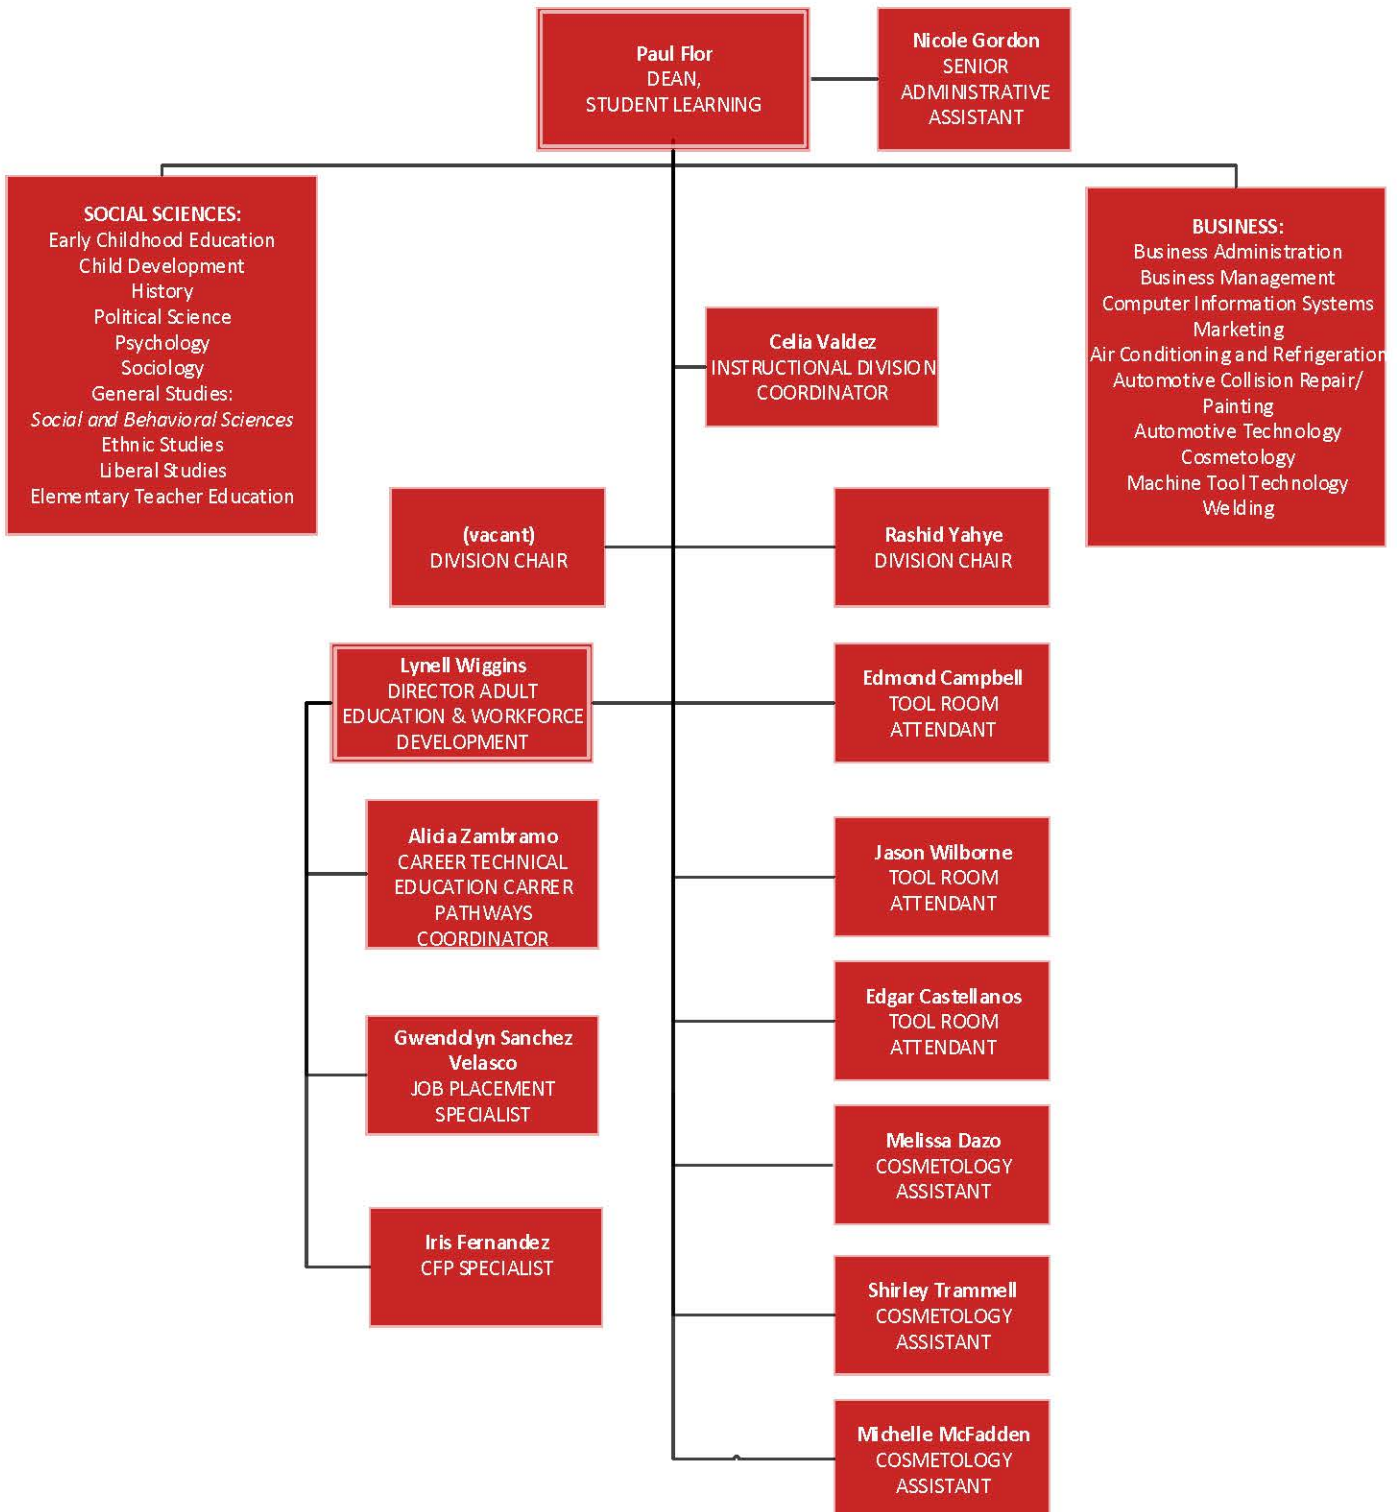 Paul Flor
DEAN,
STUDENT LEARNING
Nicole Gordon
SENIOR
ADMINISTRATIVE
ASSISTANT
SOCIAL SCIENCES:
Early Childhood Education
Child Development
History
Political Science
Psychology
Sociology
General Studies:
Social and Behavioral Sciences
Ethnic Studies
Liberal Studies
Elementary Teacher Education
BUSINESS:
Business Administration
Business Management
Computer Information Systems
Marketing
Air Conditioning and Refrigeration
Automotive Collision Repair/
Painting
Automotive Technology
Cosmetology
Machine Tool Technology
Welding
Celia Valdez
INSTRUCTIONAL DIVISION
COORDINATOR
(vacant)
DIVISION CHAIR
Rashid Yahye
DIVISION CHAIR
Lynell Wiggins
DIRECTOR ADULT
EDUCATION & WORKFORCE
DEVELOPMENT
Edmond Campbell
TOOL ROOM
ATTENDANT
Alicia Zambramo
CAREER TECHNICAL
EDUCATION CARRER
PATHWAYS
COORDINATOR
Jason Wilborne
TOOL ROOM
ATTENDANT
Gwendolyn Sanchez
Velasco
JOB PLACEMENT
SPECIALIST
Edgar Castellanos
TOOL ROOM
ATTENDANT
Melissa Dazo
COSMETOLOGY
ASSISTANT
Iris Fernandez
CFP SPECIALIST
Shirley Trammell
COSMETOLOGY
ASSISTANT
Michelle McFadden
COSMETOLOGY
ASSISTANT